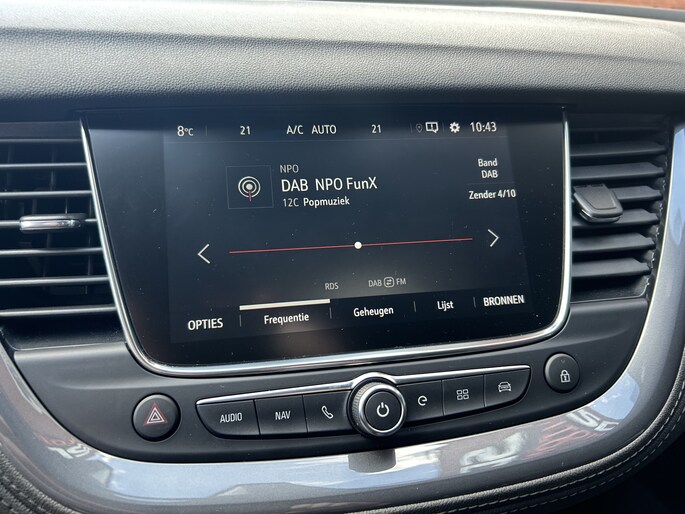 8°C 21 A/C AUTO 21 10:43
NPO
DAB NPO FunX
12C Popmuziek
Band
DAB
Zender 4/10
RDS DAB FM
OPTIES Frequentie Geheugen Lijst BRONNEN
AUDIO NAV